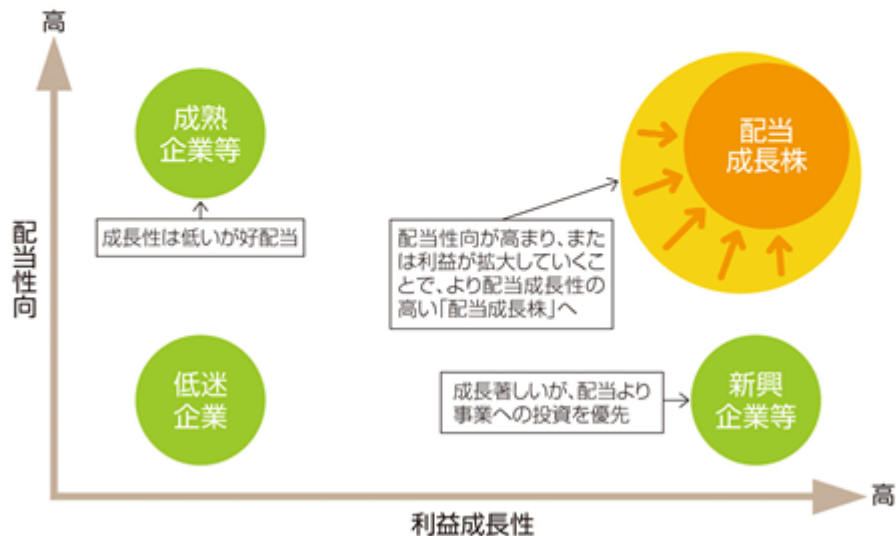 高
成熟
企業等
配当
成長株
成長性は低いが好配当
配当性向が高まり、また
は利益が拡大していくこ
とで、より配当成長性の
高い「配当成長株」へ
配当性向
低迷
企業
成長著しいが、配当より
事業への投資を優先
新興
企業等
高
利益成長性